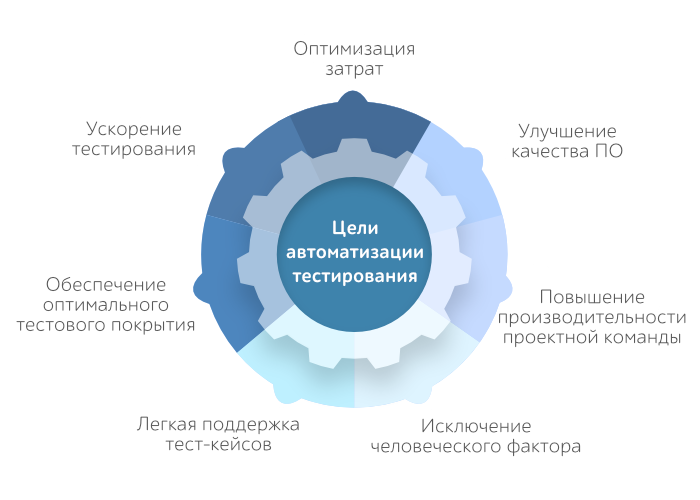 Оптимизация
затрат
Ускорение
тестирования
Улучшение
качества ПО
Цели
автоматизации
тестирования
Обеспечение
оптимального
тестового покрытия
Повышение
производительности
проектной команды
Легкая поддержка
тест-кейсов
Исключение
человеческого фактора